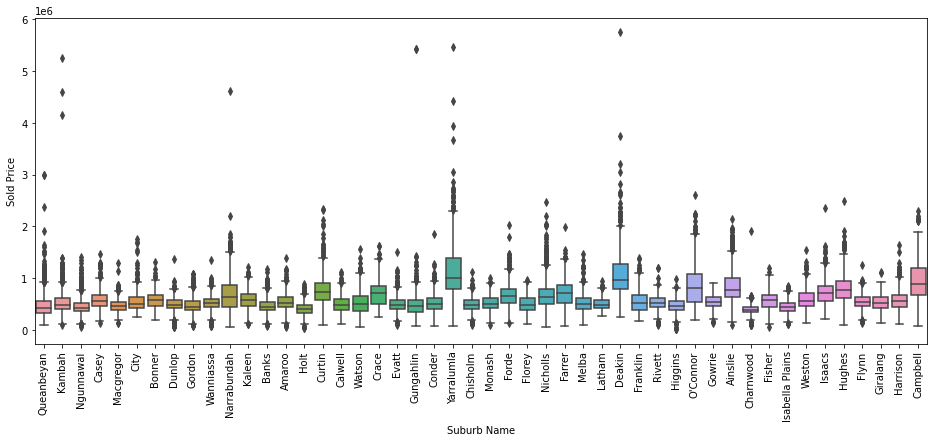 1e6
6
5
4
3
2
1
0
Sold Price
Queanbeyan
Kambah
Ngunnawal
Casey
Macgregor
City
Bonner
Dunlop
Gordon
Wanniassa
Narrabundah
Kaleen
Banks
Amaroo
Holt
Curtin
Calwell
Watson
Crace
Evatt
Gungahlin
Conder
Yarralumla
Chisholm
Monash
Forde
Florey
Nicholls
Farrer
Melba
Latham
Deakin
Franklin
Rivett
Higgins
O'Connor
Gowrie
Ainslie
Charnwood
Fisher
Isabella Plains
Weston
Isaacs
Hughes
Flynn
Giralang
Harrison
Campbell
Suburb Name